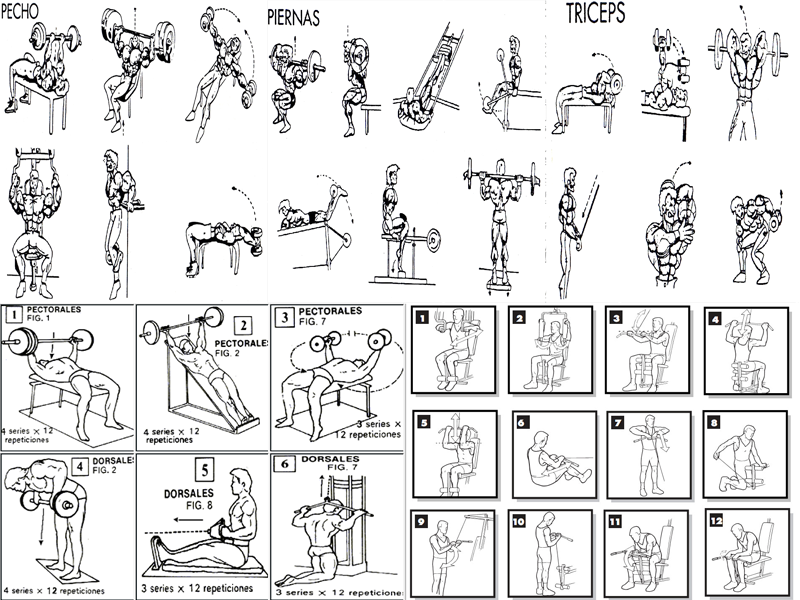 PECHO
PIERNAS
TRICEPS
1 PECTORALES
FIG. 1
4 series × 12
repeticiones
2
PECTORALE
FIG. 2
4 series × 12
repeticiones
3 PECTORALES
FIG. 7
3 series ×
12 repeticiones
4 DORSALE
FIG. 2
4 series × 12 repeticiones
5
DORSALES
FIG. 8
3 series × 12 repeticiones
6 DORSALES
FIG. 7
3 series × 12 repeticiones
1
2
3
4
5
6
7
8
9
10
11
12